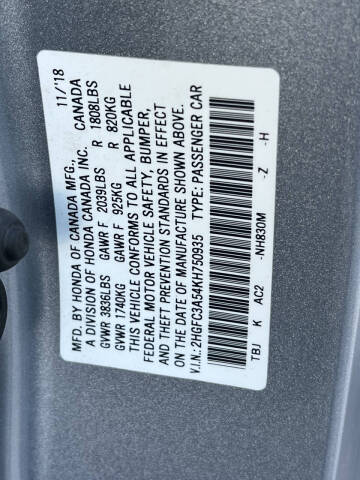 MFD. BY HONDA OF CANADA MFG., 11/'18
A DIVISION OF HONDA CANADA INC. CANADA
GVWR 3836LBS GAWR F 2039LBS R 1808LBS
GVWR 1740KG GAWR F 925KG R 820KG
THIS VEHICLE CONFORMS TO ALL APPLICABLE
FEDERAL MOTOR VEHICLE SAFETY, BUMPER,
AND THEFT PREVENTION STANDARDS IN EFFECT
ON THE DATE OF MANUFACTURE SHOWN ABOVE.
V.I.N.: 2HGFC3A54KH750935 TYPE: PASSENGER CAR
TBJ K AC2 -NH830M -Z -H